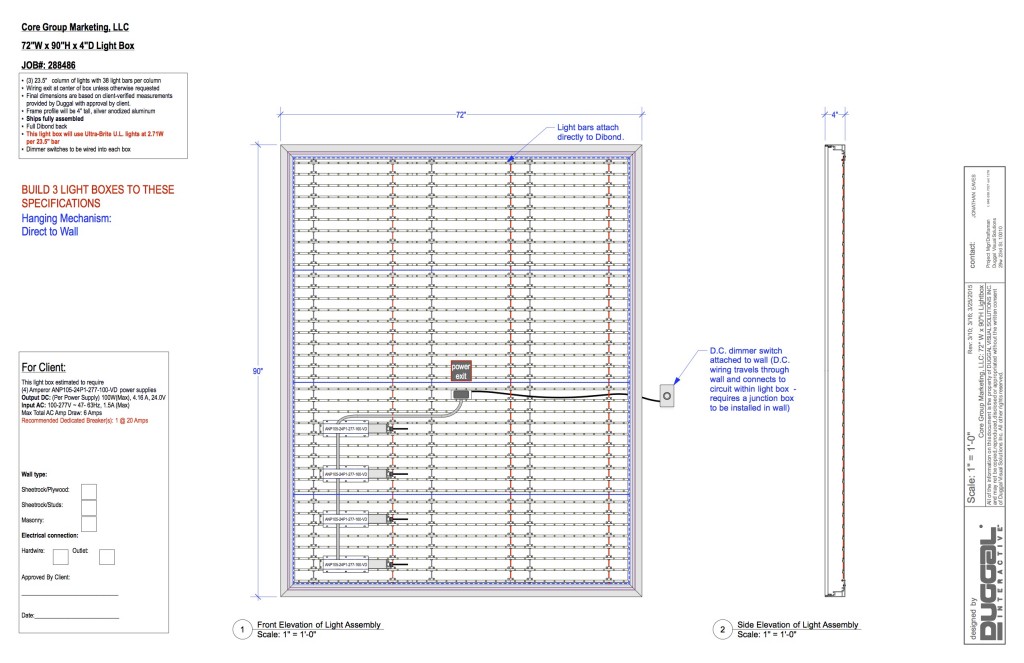 Core Group Marketing, LLC
72"W x 90"H x 4"D Light Box
JOB#: 288486
• (3) 23.5" column of lights with 38 light bars per column
• Wiring exit at center of box unless otherwise requested
• Final dimensions are based on client-verified measurements
provided by Duggal with approval by client.
• Frame profile will be 4" tall, silver anodized aluminum
• Ships fully assembled
• Full Dibond back
• This light box will use Ultra-Brite U.L. lights at 2.71W
per 23.5" bar
• Dimmer switches to be wired into each box
BUILD 3 LIGHT BOXES TO THESE
SPECIFICATIONS
Hanging Mechanism:
Direct to Wall
For Client:
This light box estimated to require
(4) Amperor ANP105-24P1-277-100-VD power supplies
Output DC: (Per Power Supply) 100W(Max), 4.16 A, 24.0V
Input AC: 100-277V ~ 47- 63Hz, 1.5A (Max)
Max Total AC Amp Draw: 6 Amps
Recommended Dedicated Breaker(s): 1 @ 20 Amps
Wall type:
Sheetrock/Plywood:
Sheetrock/Studs:
Masonry:
Electrical connection:
Hardwire: Outlet:
Approved By Client:
Date:
72"
Light bars attach
directly to Dibond.
90"
power
exit
ANP105-24P1-277-100-VD
ANP105-24P1-277-100-VD
ANP105-24P1-277-100-VD
ANP105-24P1-277-100-VD
D.C. dimmer switch
attached to wall (D.C.
wiring travels through
wall and connects to
circuit within light box -
requires a junction box
to be installed in wall)
4"
1 Front Elevation of Light Assembly
Scale: 1" = 1'-0"
2 Side Elevation of Light Assembly
Scale: 1" = 1'-0"
contact:
JONATHAN EAVES
Project Mgr/Draftsman
Duggal Visual Solutions
Scale: 1" = 1'-0"
Rev: 3/10; 3/16; 3/25/2015
Core Group Marketing, LLC: 72" W x 90"H Lightbox
All of the information on this document is the property of DUGGAL VISUAL SOLUTIONS INC.
and may not be copied, reproduced, disclosed or appropriated without the written consent
of Duggal Visual Solutions Inc. All other rights reserved.
designed by
DUGGAL
INTERACTIVE